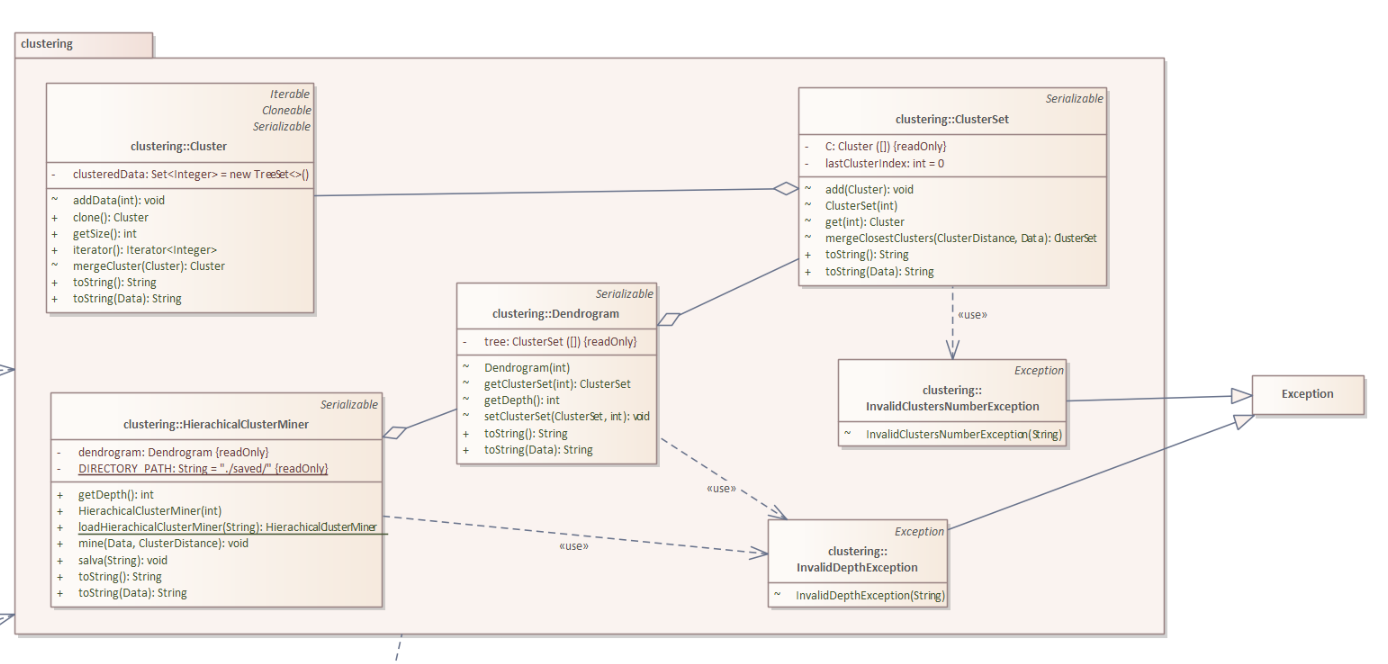 clustering
Iterable
Cloneable
Serializable
clustering::Cluster
- clusteredData: Set<Integer> = new TreeSet<>()
~ addData(int): void
+ clone(): Cluster
+ getSize(): int
+ iterator(): Iterator<Integer>
~ mergeCluster(Cluster): Cluster
+ toString(): String
+ toString(Data): String
Serializable
clustering::ClusterSet
- C: Cluster ([]) {readOnly}
- lastClusterIndex: int = 0
~ add(Cluster): void
~ ClusterSet(int)
~ get(int): Cluster
~ mergeClosestClusters(ClusterDistance, Data): ClusterSet
+ toString(): String
+ toString(Data): String
Serializable
clustering::Dendrogram
- tree: ClusterSet ([]) {readOnly}
~ Dendrogram(int)
~ getClusterSet(int): ClusterSet
~ getDepth(): int
~ setClusterSet(ClusterSet, int): void
+ toString(): String
+ toString(Data): String
«use»
Exception
clustering::
InvalidClustersNumberException
~ InvalidClustersNumberException(String)
Exception
Serializable
clustering::HierachicalClusterMiner
- dendrogram: Dendrogram {readOnly}
- DIRECTORY_PATH: String = "./saved/" {readOnly}
+ getDepth(): int
+ HierachicalClusterMiner(int)
+ loadHierachicalClusterMiner(String): HierachicalClusterMiner
+ mine(Data, ClusterDistance): void
+ salva(String): void
+ toString(): String
+ toString(Data): String
«use»
«use»
Exception
clustering::
InvalidDepthException
~ InvalidDepthException(String)